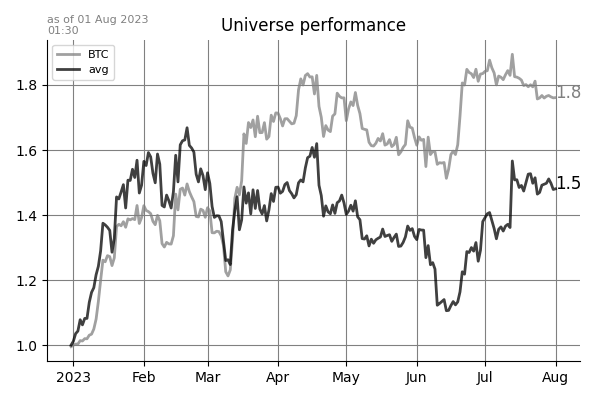 as of 01 Aug 2023
01:30
Universe performance
BTC
avg
1.8
1.6
1.4
1.2
1.0
1.8
1.5
2023 Feb Mar Apr May Jun Jul Aug